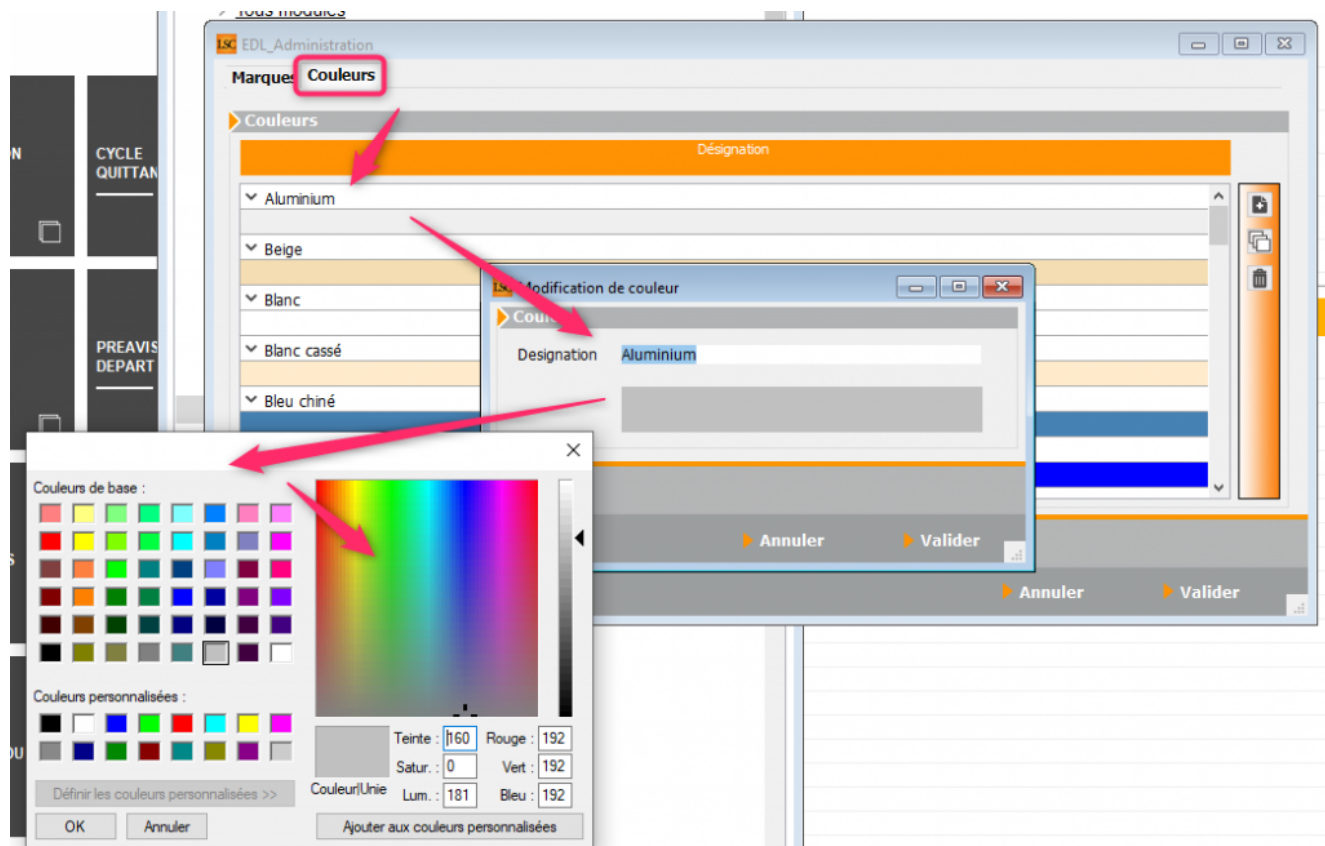 Tous modules
LSC EDL_Administration
Marques Couleurs
Couleurs
Désignation
CYCLE
QUITTAN
Aluminium
Beige
Blanc
Blanc cassé
Bleu chiné
PREAVIS
DEPART
Modification de couleur
Designation Aluminium
Annuler Valider
Annuler Valider
Couleurs de base :
Couleurs personnalisées :
Teinte : 160 Rouge : 192
Satur. : 0 Vert : 192
Couleur|Unie Lum. : 181 Bleu : 192
Définir les couleurs personnalisées >>
OK Annuler Ajouter aux couleurs personnalisées